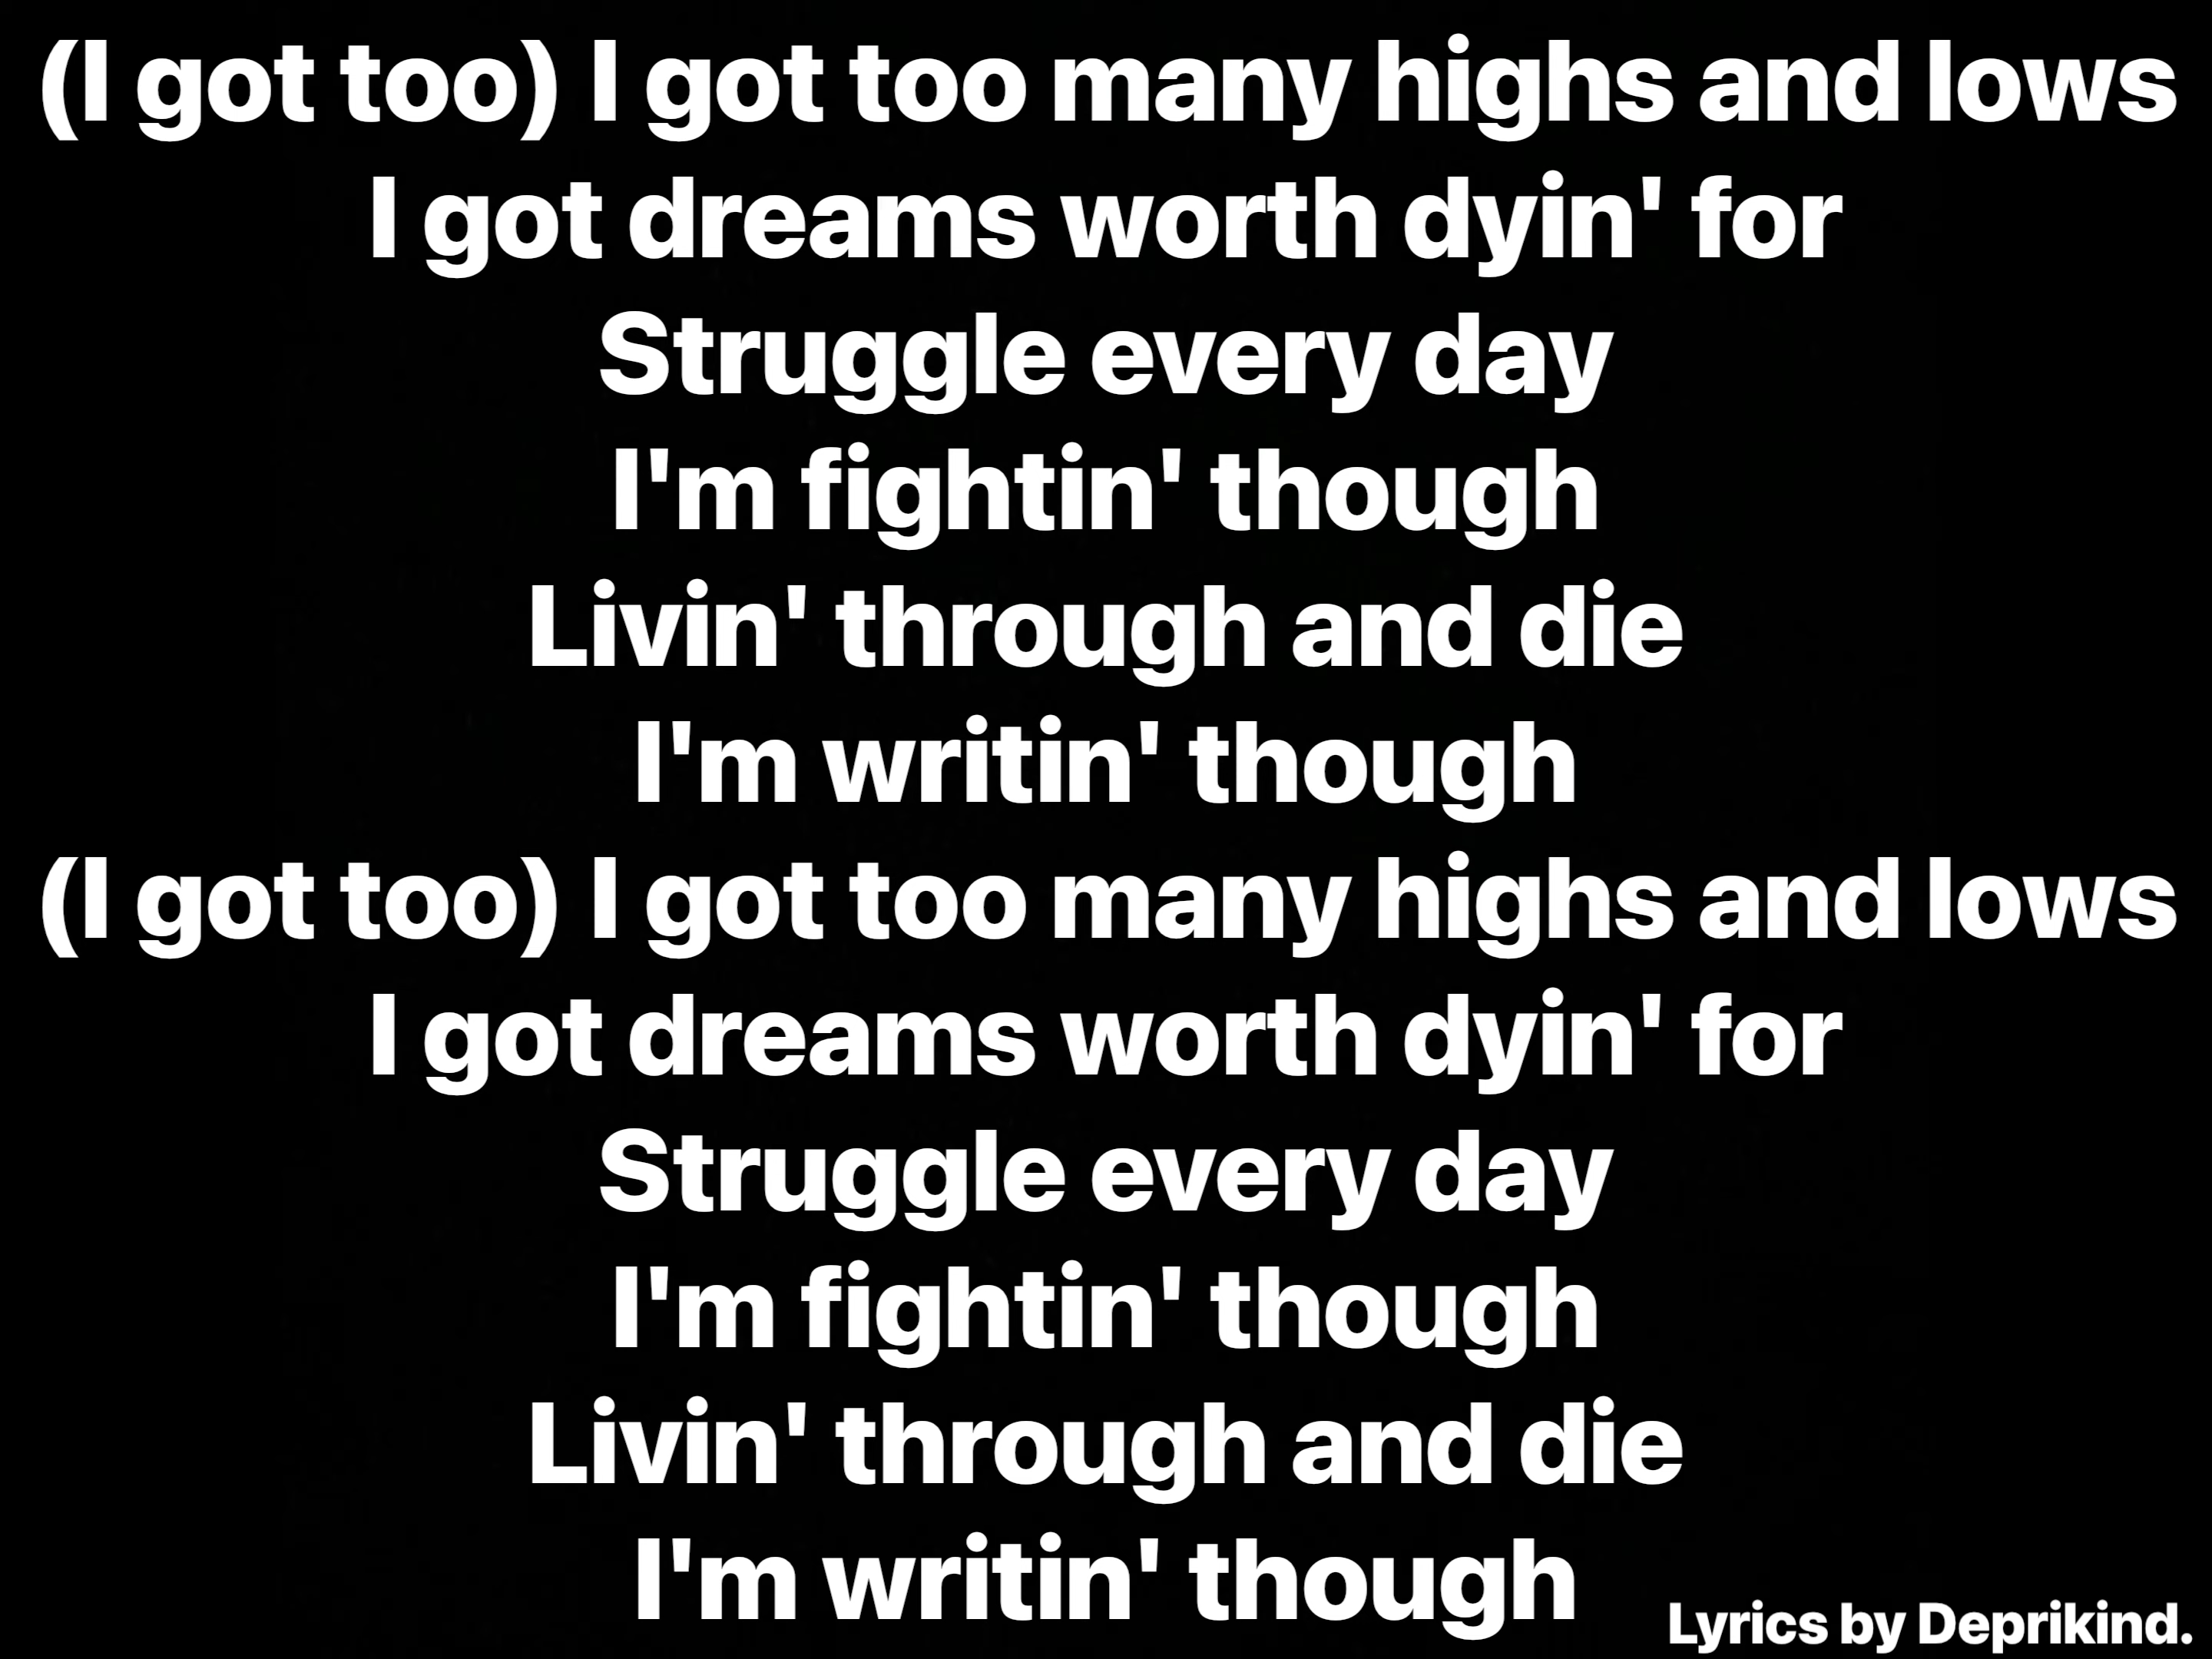 (I got too) I got too many highs and lows
I got dreams worth dyin' for
Struggle every day
I'm fightin' though
Livin' through and die
I'm writin' though
(I got too) I got too many highs and lows
I got dreams worth dyin' for
Struggle every day
I'm fightin' though
Livin' through and die
I'm writin' though
Lyrics by Deprikind.